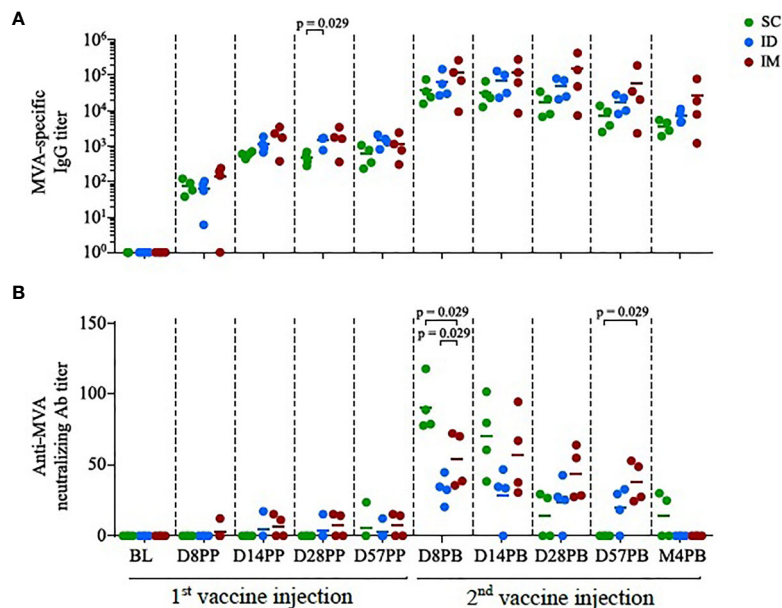 A
p = 0.029
SC
ID
IM
MVA-specific
IgG titer
10⁶
10⁵
10⁴
10³
10²
10¹
10⁰
B
p = 0.029
p = 0.029
p = 0.029
Anti-MVA
neutralizing Ab titer
150
100
50
0
BL D8PP D14PP D28PP D57PP D8PB D14PB D28PB D57PB M4PB
1st vaccine injection 2nd vaccine injection